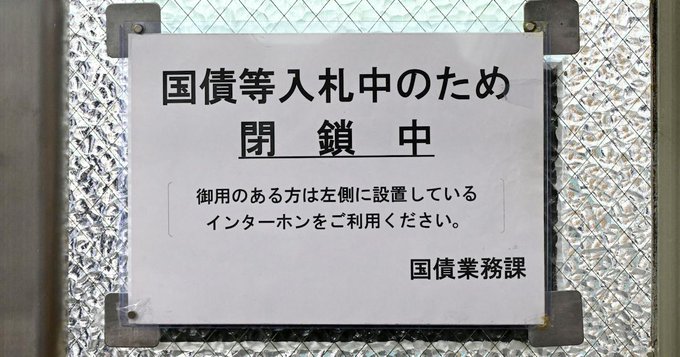 国債等入札中のため
閉鎖中
御用のある方は左側に設置している
インターホンをご利用ください。
国債業務課